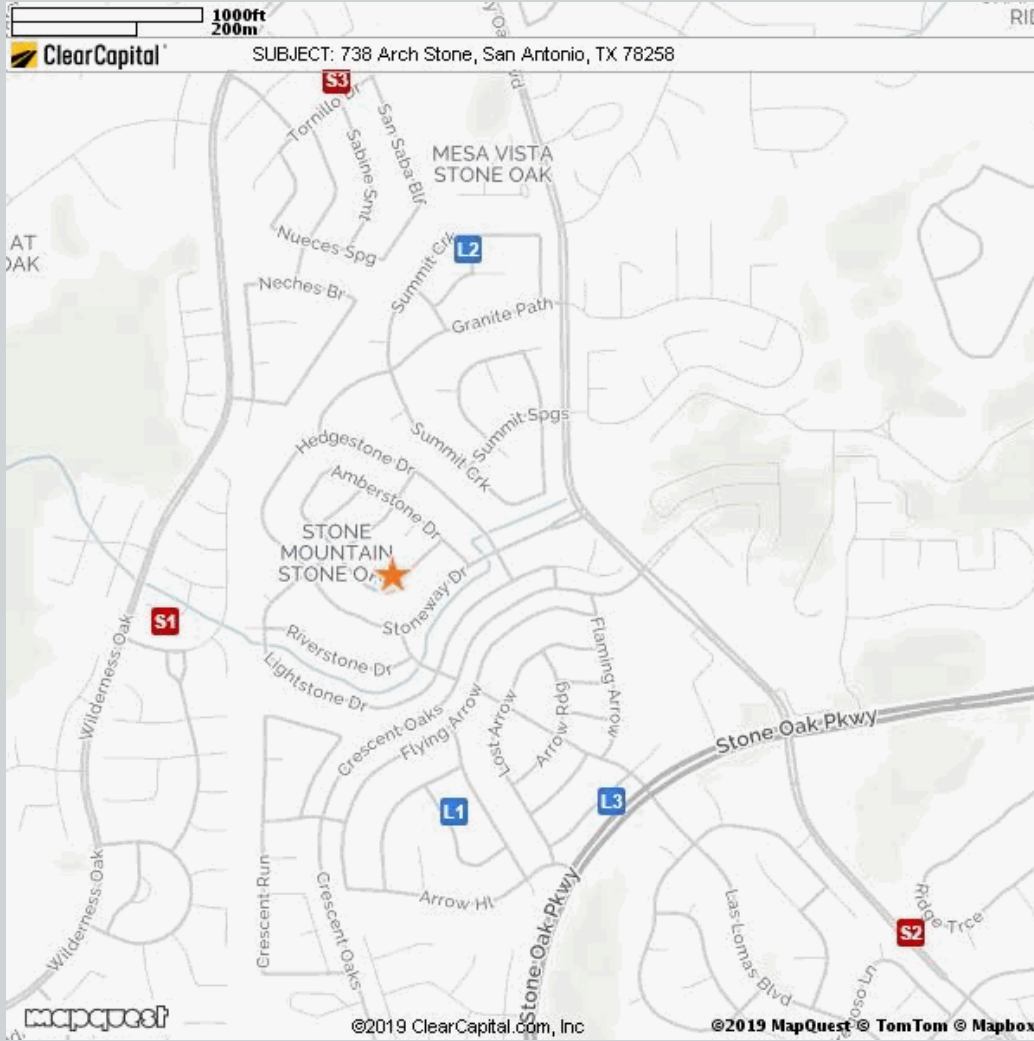 1000ft
200m
ClearCapital
SUBJECT: 738 Arch Stone, San Antonio, TX 78258
S3
Tornillo Dr
San Saba Blf
Sabine Smt
MESA VISTA
STONE OAK
Nueces Spg
Summit Crk
L2
Neches Br
Granite Path
Summit Spgs
Hedgestone Dr
Summit Crk
Amberstone Dr
STONE
MOUNTAIN
STONE
Stoneway Dr
S1
Wilderness Oak
Riverstone Dr
Lightstone Dr
Flaming Arrow
Crescent Oaks
Flying Arrow
Lost Arrow
Arrow Rdg
Stone Oak Pkwy
L1
L3
Wilderness Oak
Crescent Run
Crescent Oaks
Arrow Hl
Stone Oak Pkwy
Las Lomas Blvd
Ridge Trce
S2
mapquest
©2019 ClearCapital.com, Inc
©2019 MapQuest © TomTom © Mapbox